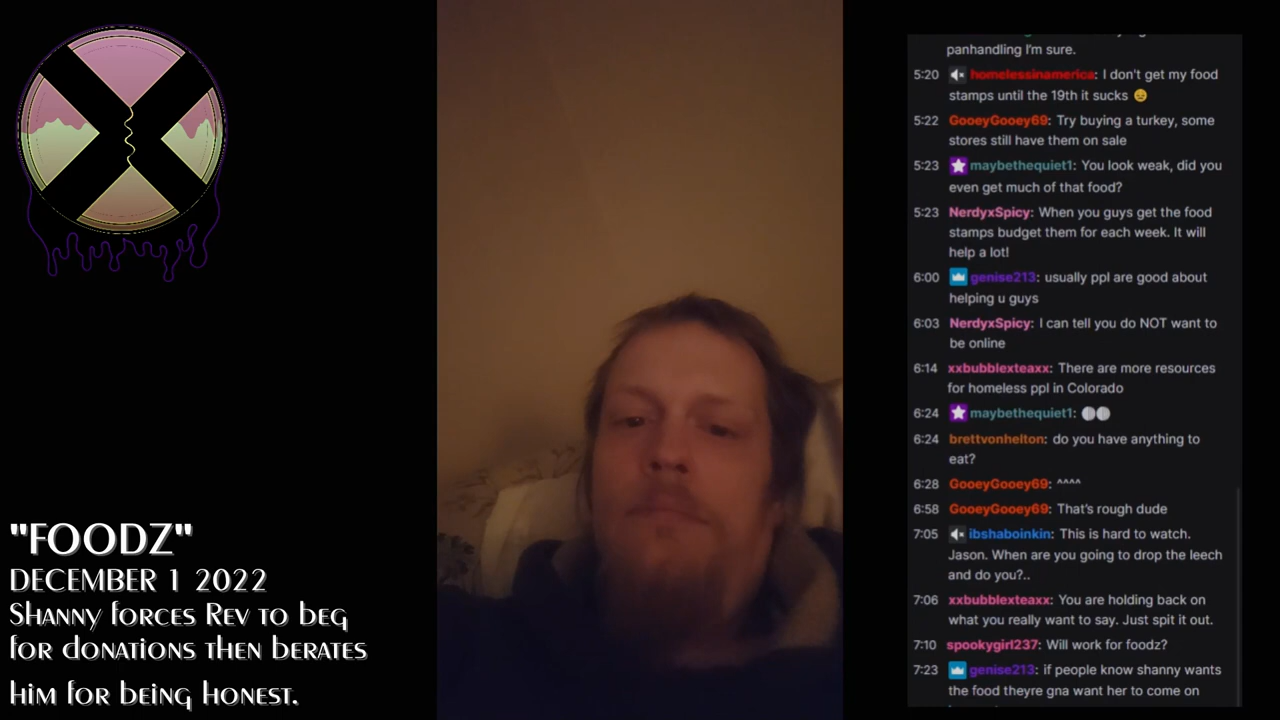 "FOODZ"
DECEMBER 1 2022
Shanny forces Rev to beg
for donations then berates
him for being honest.
panhandling I'm sure.
5:20 homelessinamerica: I don't get my food
stamps until the 19th it sucks 😞
5:22 GooeyGooey69: Try buying a turkey, some
stores still have them on sale
5:23 maybethequiet1: You look weak, did you
even get much of that food?
5:23 NerdyxSpicy: When you guys get the food
stamps budget them for each week. It will
help a lot!
6:00 genise213: usually ppl are good about
helping u guys
6:03 NerdyxSpicy: I can tell you do NOT want to
be online
6:14 xxbubblexteaxx: There are more resources
for homeless ppl in Colorado
6:24 maybethequiet1:
6:24 brettvonhelton: do you have anything to
eat?
6:28 GooeyGooey69: ^^^^
6:58 GooeyGooey69: That's rough dude
7:05 ibshaboinkin: This is hard to watch.
Jason. When are you going to drop the leech
and do you?..
7:06 xxbubblexteaxx: You are holding back on
what you really want to say. Just spit it out.
7:10 spookygirl237: Will work for foodz?
7:23 genise213: if people know shanny wants
the food theyre gna want her to come on